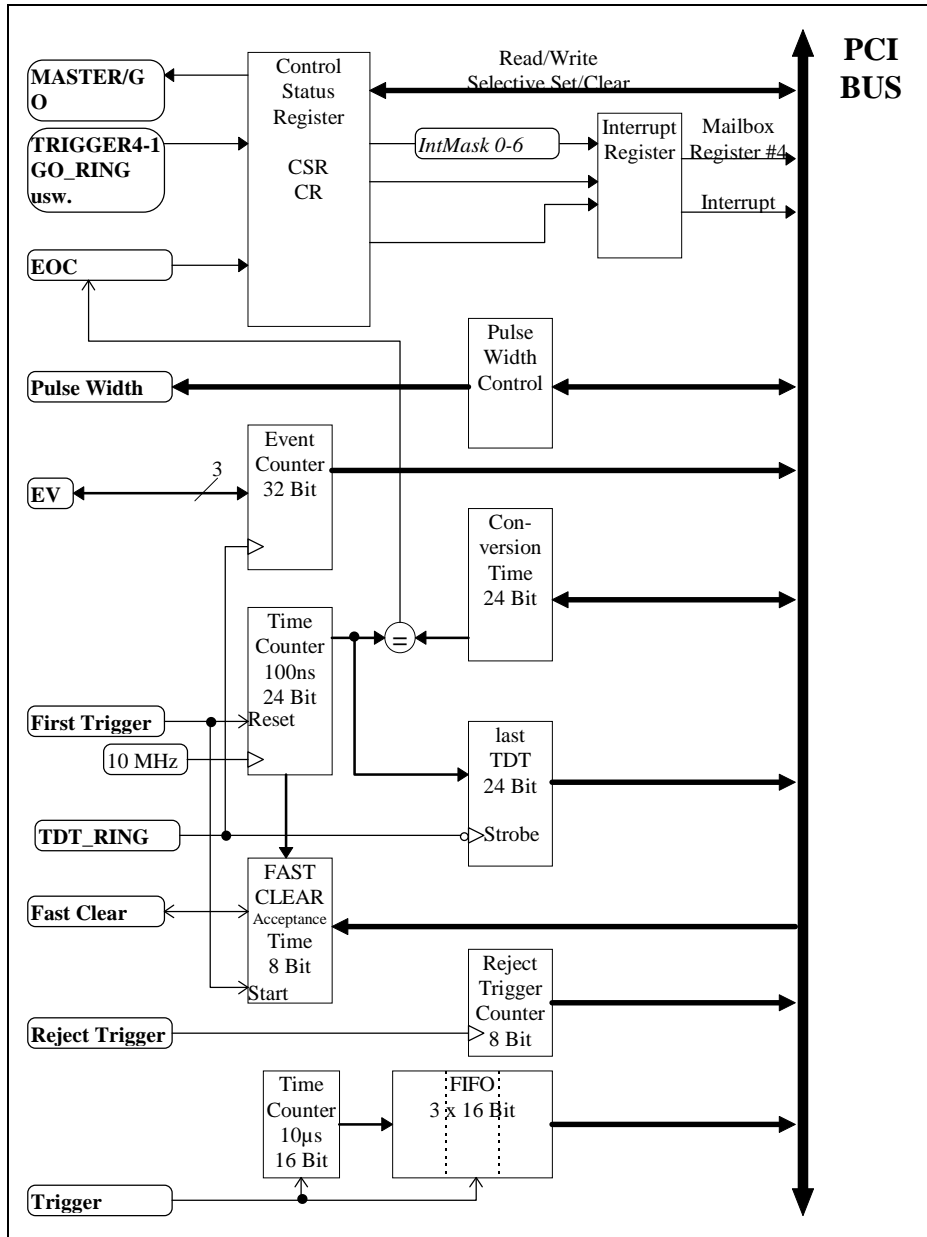 PCI
BUS
MASTER/G
O
TRIGGER4-1
GO_RING
usw.
EOC
Control
Status
Register
CSR
CR
Read/Write
Selective Set/Clear
IntMask 0-6
Interrupt
Register
Mailbox
Register #4
Interrupt
Pulse Width
Pulse
Width
Control
EV
3
Event
Counter
32 Bit
Con-
version
Time
24 Bit
Time
Counter
100ns
24 Bit
Reset
=
First Trigger
10 MHz
last
TDT
24 Bit
Strobe
TDT_RING
FAST
CLEAR
Acceptance
Time
8 Bit
Start
Fast Clear
Reject
Trigger
Counter
8 Bit
Reject Trigger
Time
Counter
10µs
16 Bit
FIFO
3 x 16 Bit
Trigger